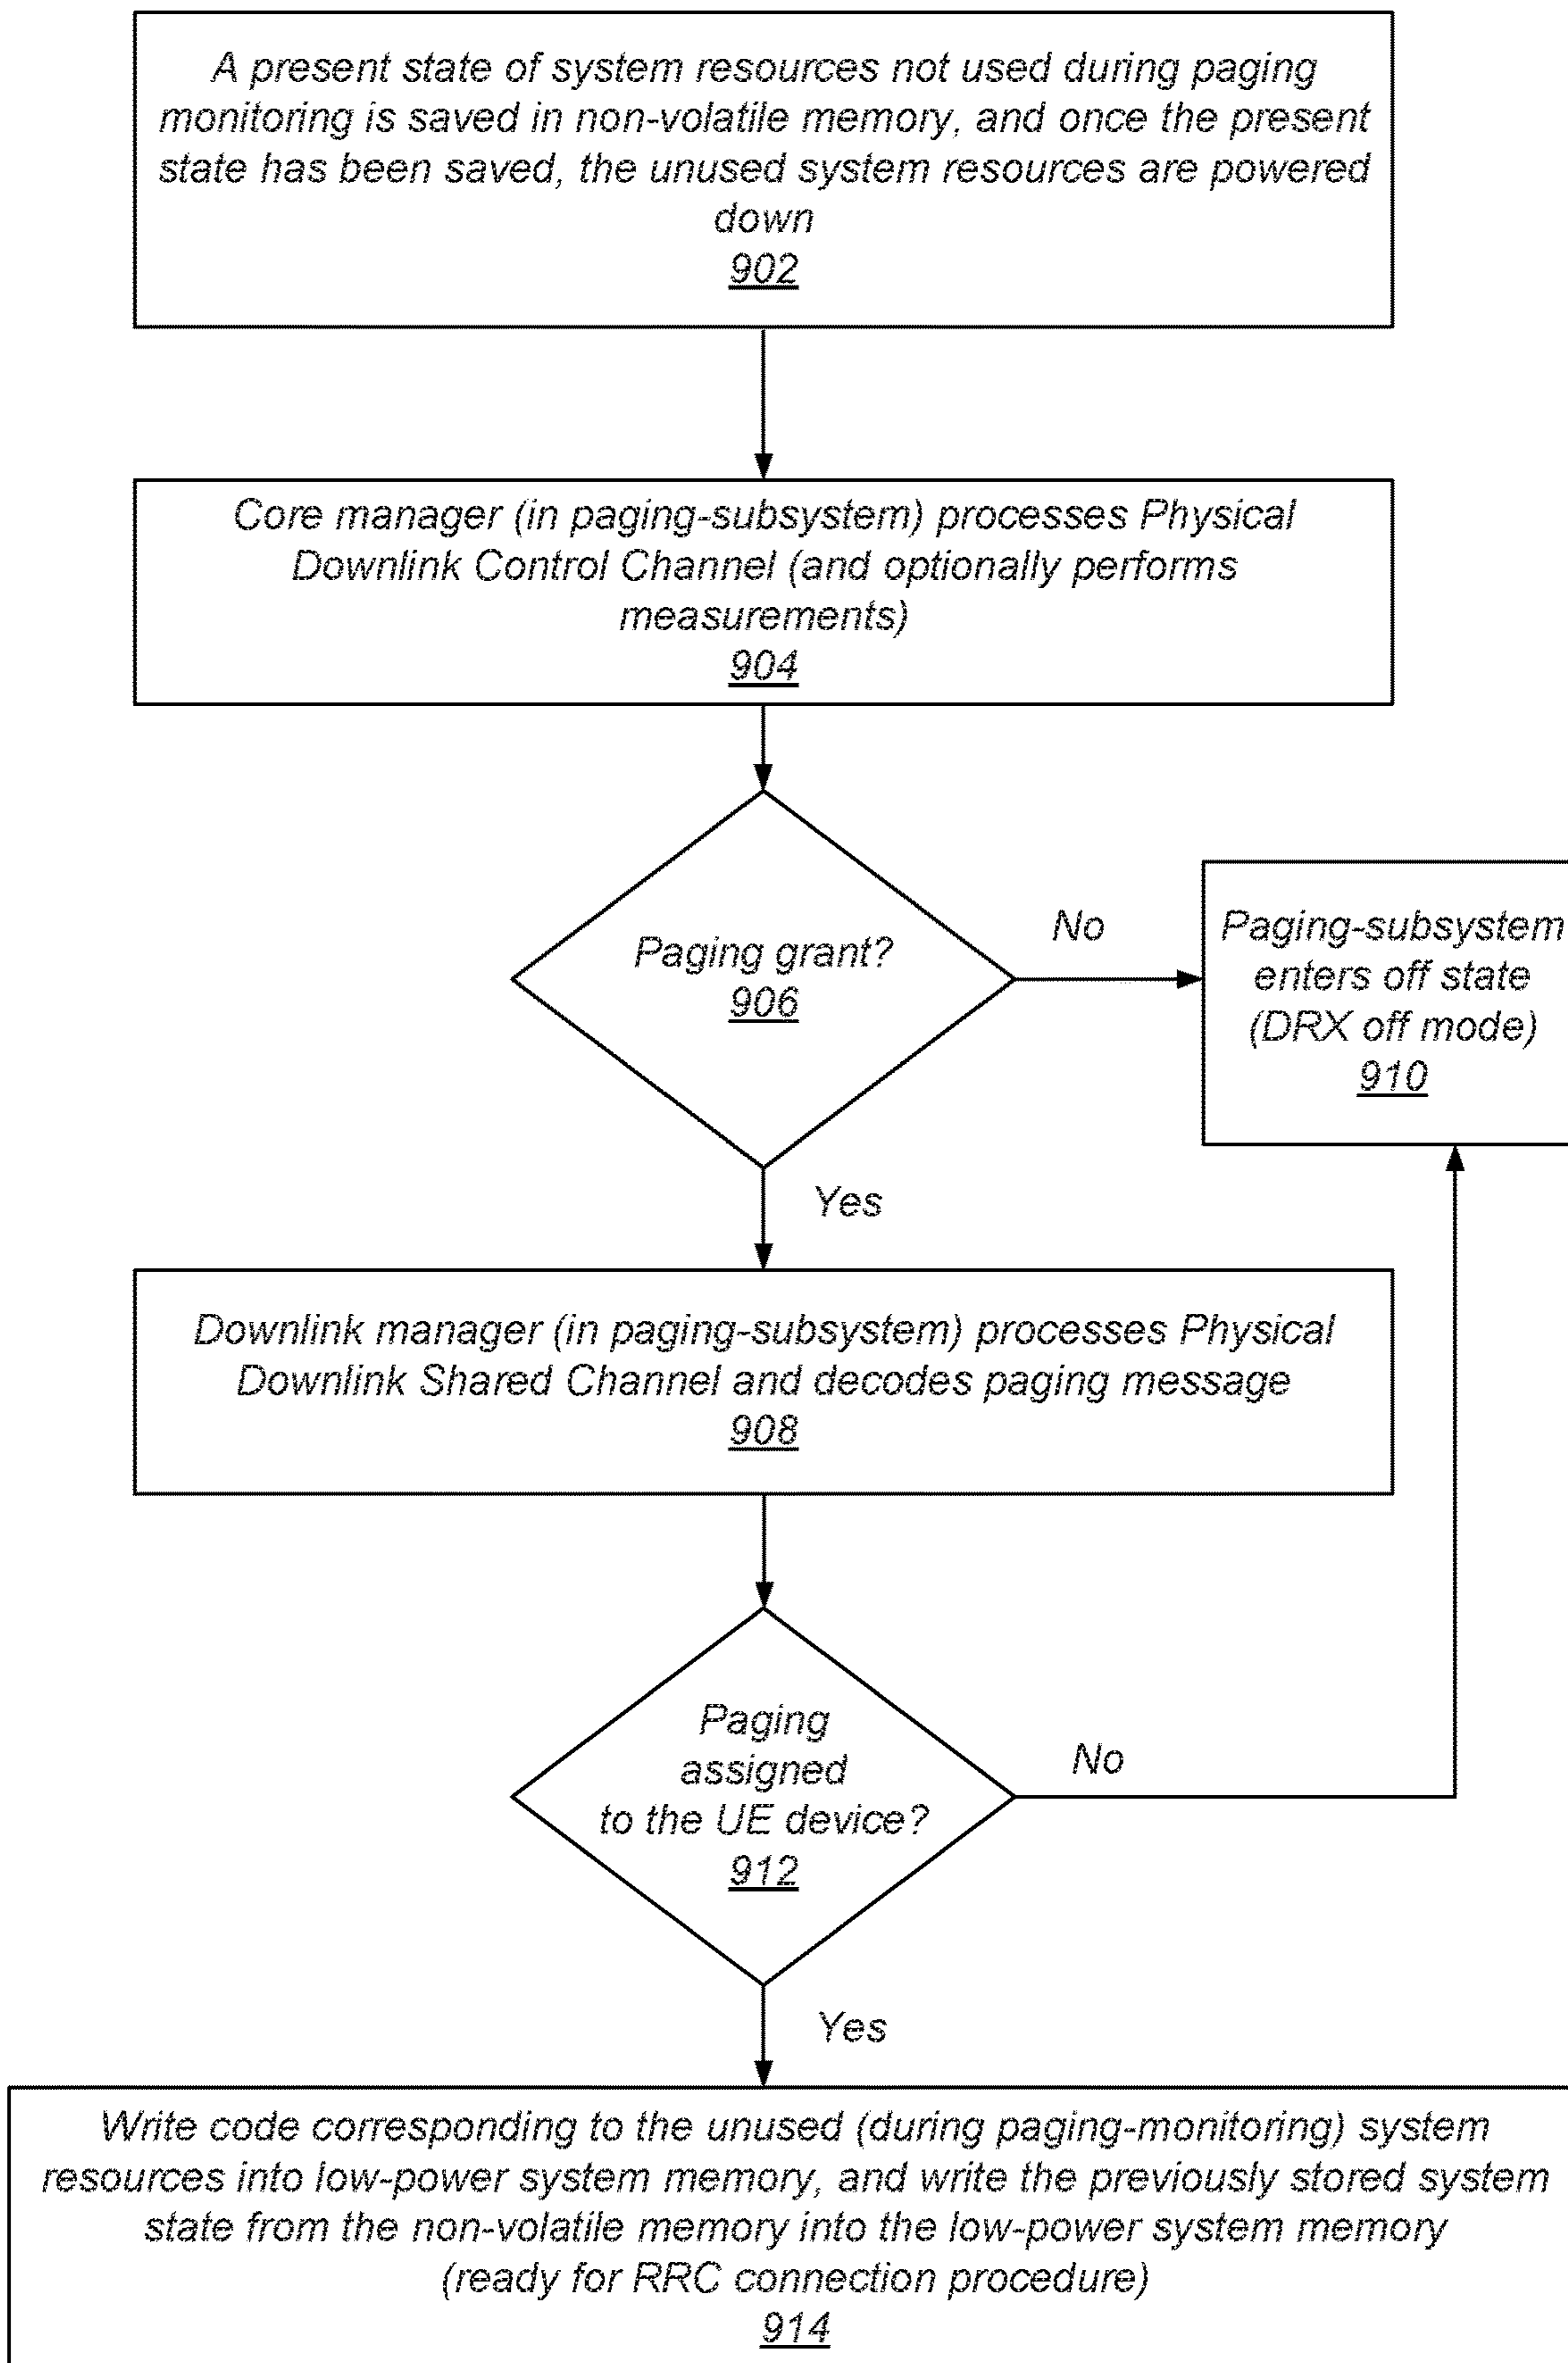 A present state of system resources not used during paging
monitoring is saved in non-volatile memory, and once the present
state has been saved, the unused system resources are powered
down
902
Core manager (in paging-subsystem) processes Physical
Downlink Control Channel (and optionally performs
measurements)
904
Paging grant?
906
No
Paging-subsystem
enters off state
(DRX off mode)
910
Yes
Downlink manager (in paging-subsystem) processes Physical
Downlink Shared Channel and decodes paging message
908
Paging
assigned
to the UE device?
912
No
Yes
Write code corresponding to the unused (during paging-monitoring) system
resources into low-power system memory, and write the previously stored system
state from the non-volatile memory into the low-power system memory
(ready for RRC connection procedure)
914